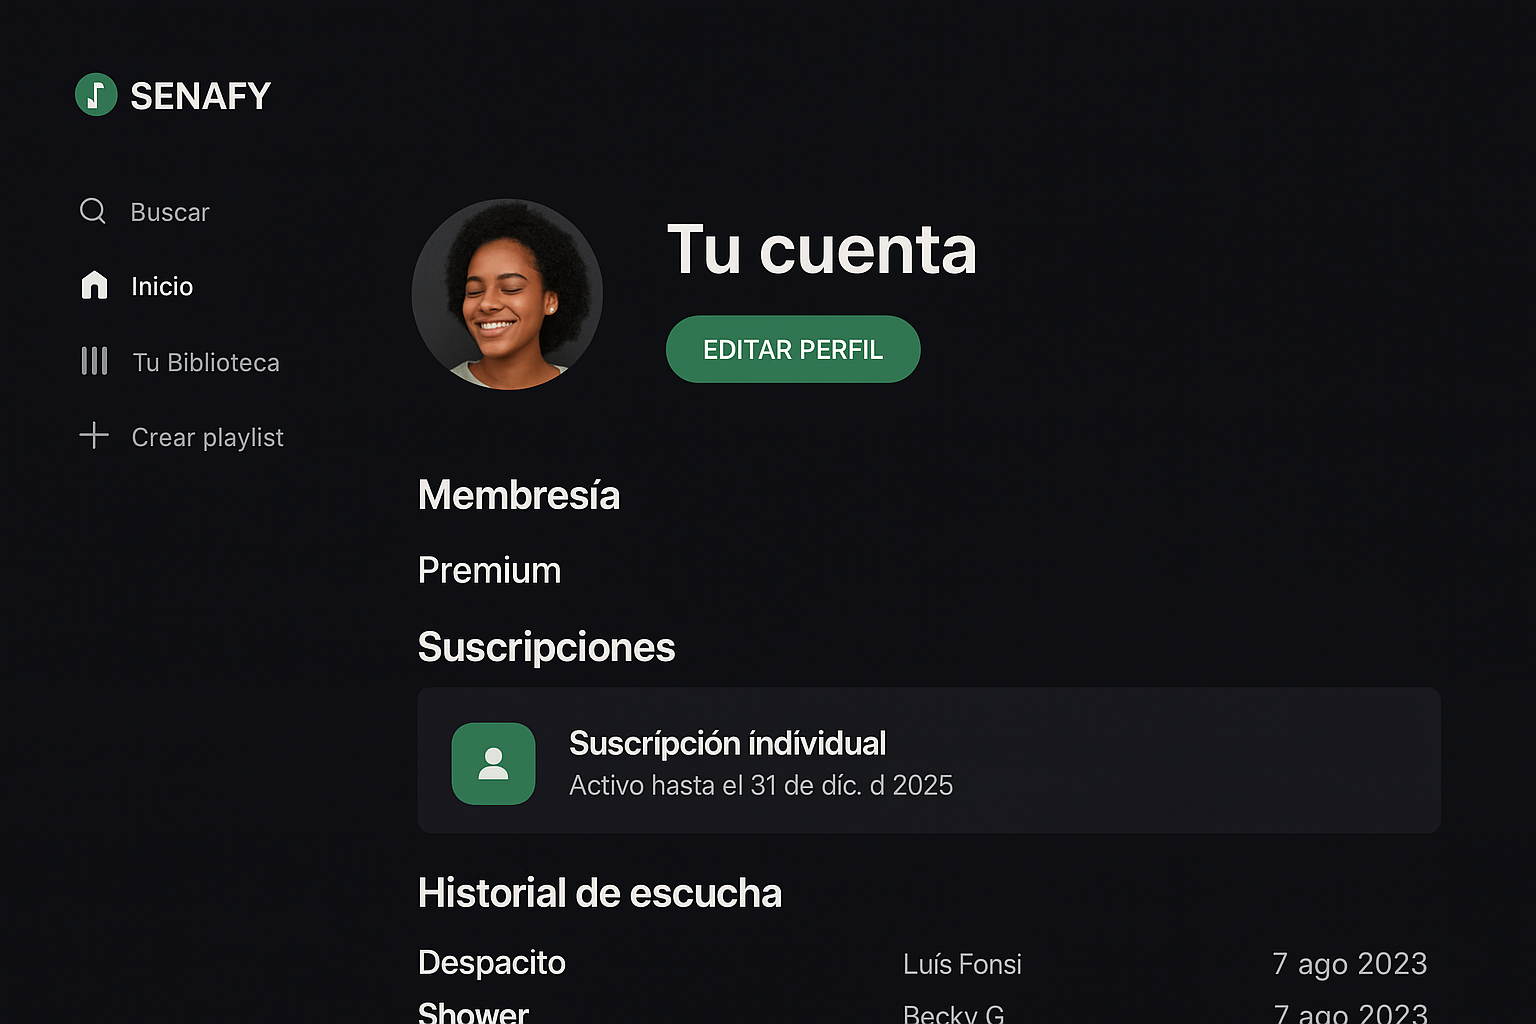 SENAFY
Buscar
Inicio
Tu Biblioteca
Crear playlist
Tu cuenta
EDITAR PERFIL
Membresía
Premium
Suscripciones
Suscrípción índívidual
Activo hasta el 31 de díc. d 2025
Historial de escucha
Despacito Luís Fonsi 7 ago 2023
Shower Becky G 7 ago 2023